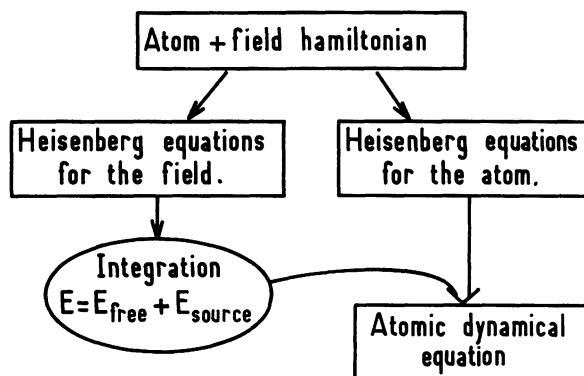 Atom + field hamiltonian
Heisenberg equations
for the field.
Heisenberg equations
for the atom.
Integration
E = E_free + E_source
Atomic dynamical
equation